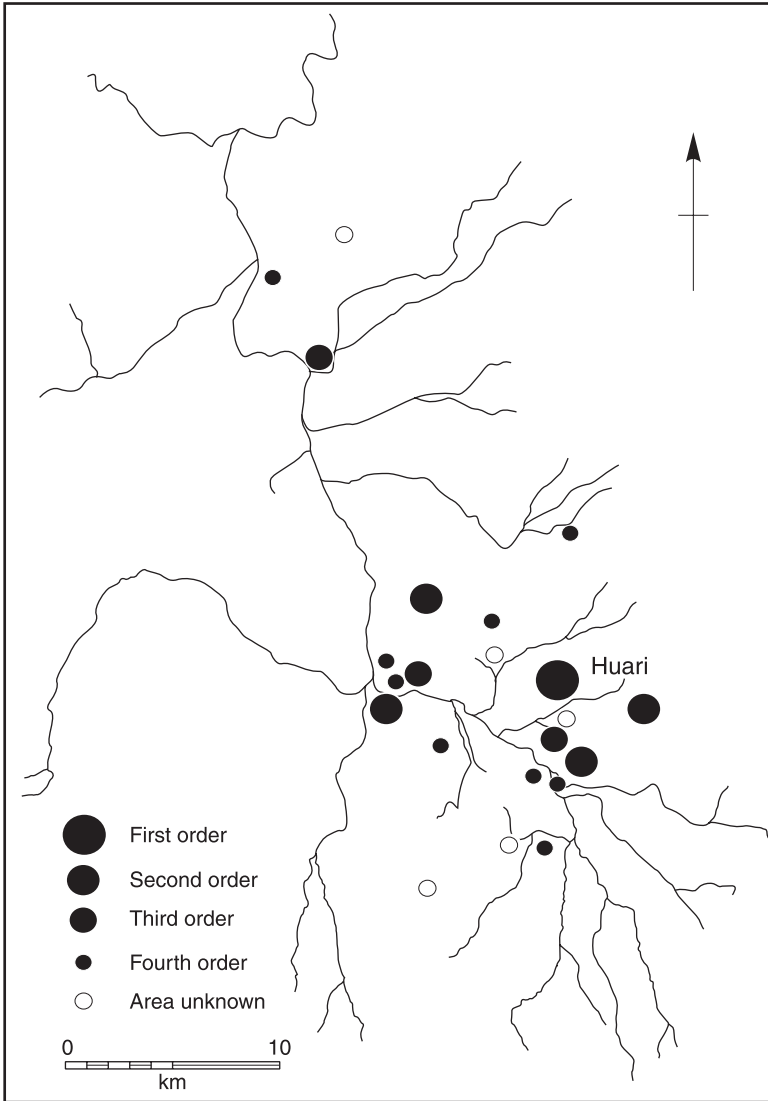 Huari
First order
Second order
Third order
Fourth order
Area unknown
0 10
km